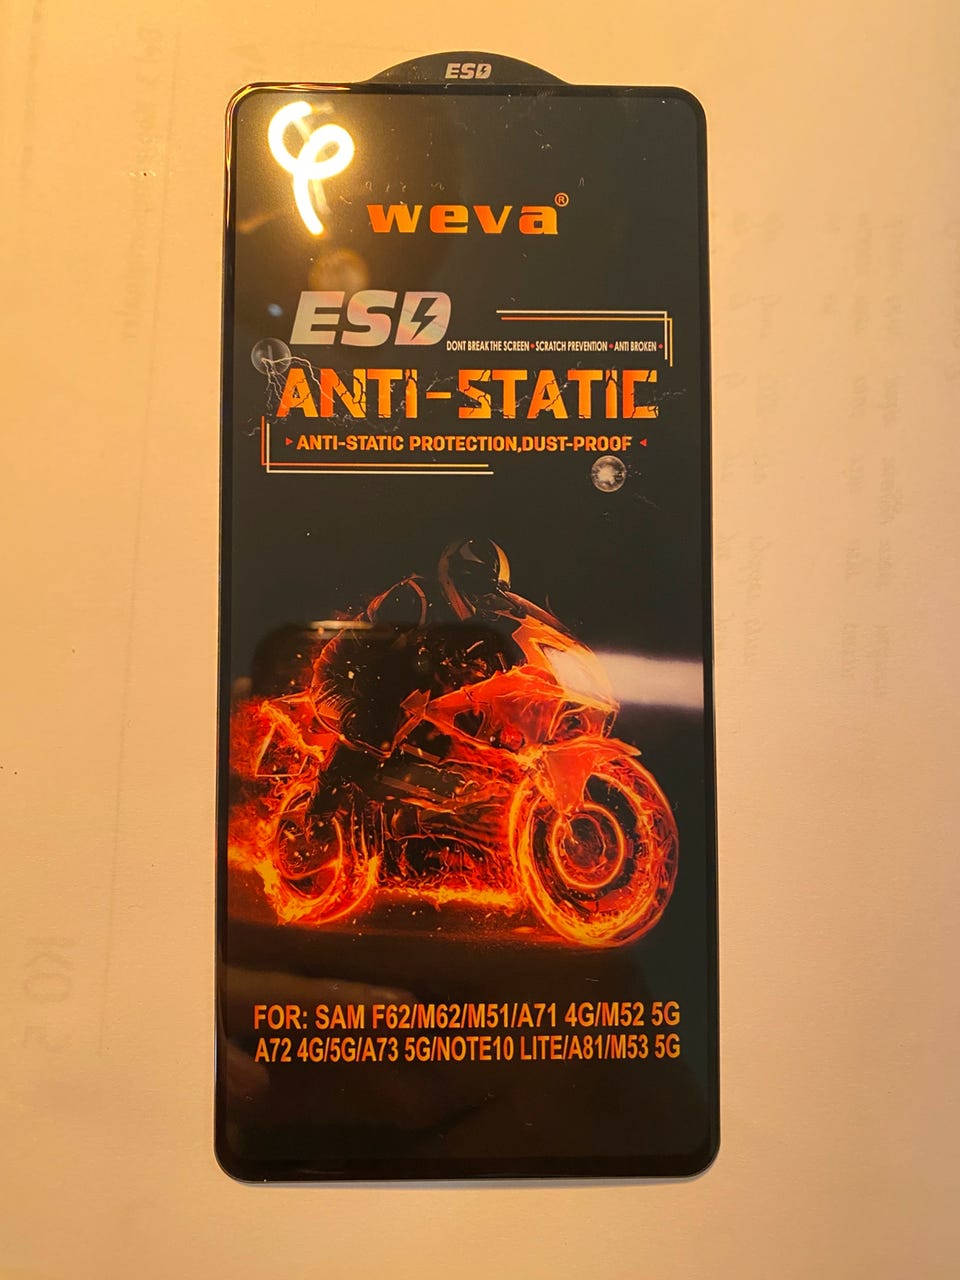 ESD
weva®
ESD
DONT BREAK THE SCREEN•SCRATCH PREVENTION•ANTI BROKEN•
ANTI-STATIC
ANTI-STATIC PROTECTION,DUST-PROOF
FOR: SAM F62/M62/M51/A71 4G/M52 5G
A72 4G/5G/A73 5G/NOTE10 LITE/A81/M53 5G